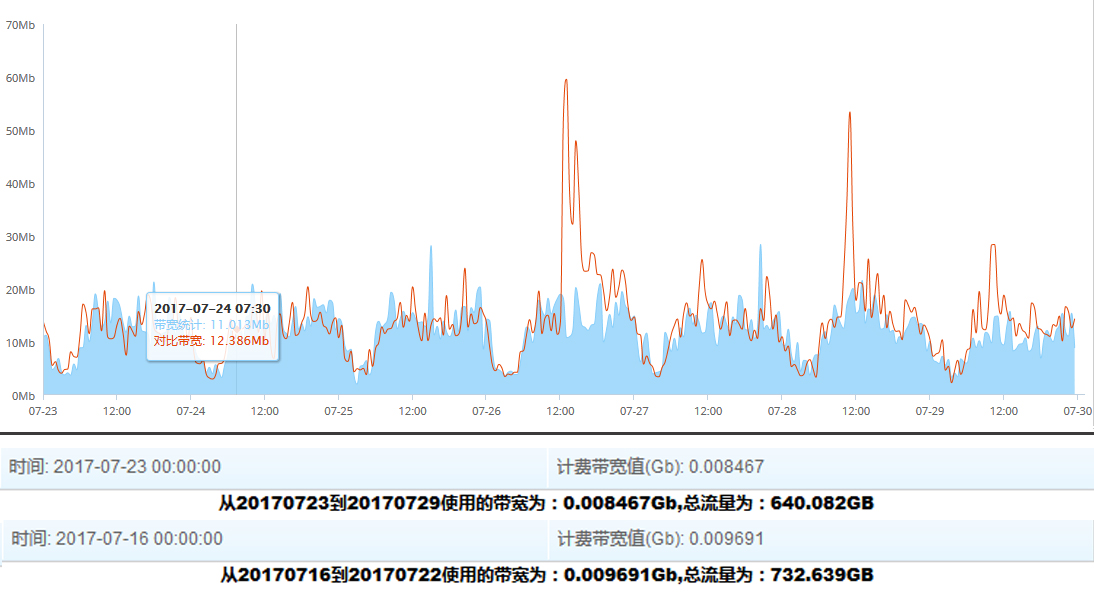 70Mb
60Mb
50Mb
40Mb
30Mb
20Mb
10Mb
0Mb
2017-07-24 07:30
带宽统计: 11.013Mb
对比带宽: 12.386Mb
07-23 12:00 07-24 12:00 07-25 12:00 07-26 12:00 07-27 12:00 07-28 12:00 07-29 12:00 07-30
时间: 2017-07-23 00:00:00 计费带宽值(Gb): 0.008467
从20170723到20170729使用的带宽为：0.008467Gb,总流量为：640.082GB
时间: 2017-07-16 00:00:00 计费带宽值(Gb): 0.009691
从20170716到20170722使用的带宽为：0.009691Gb,总流量为：732.639GB